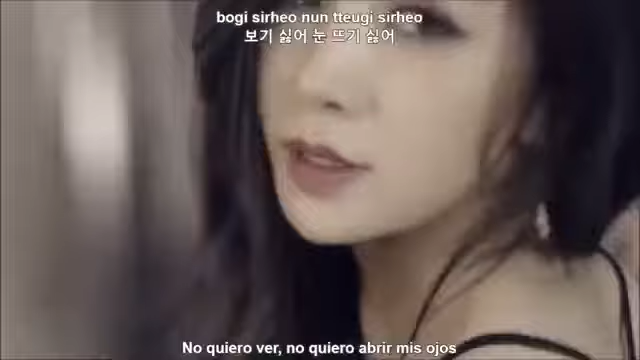 bogi sirheo nun tteugi sirheo
보기 싫어 눈 뜨기 싫어
No quiero ver, no quiero abrir mis ojos